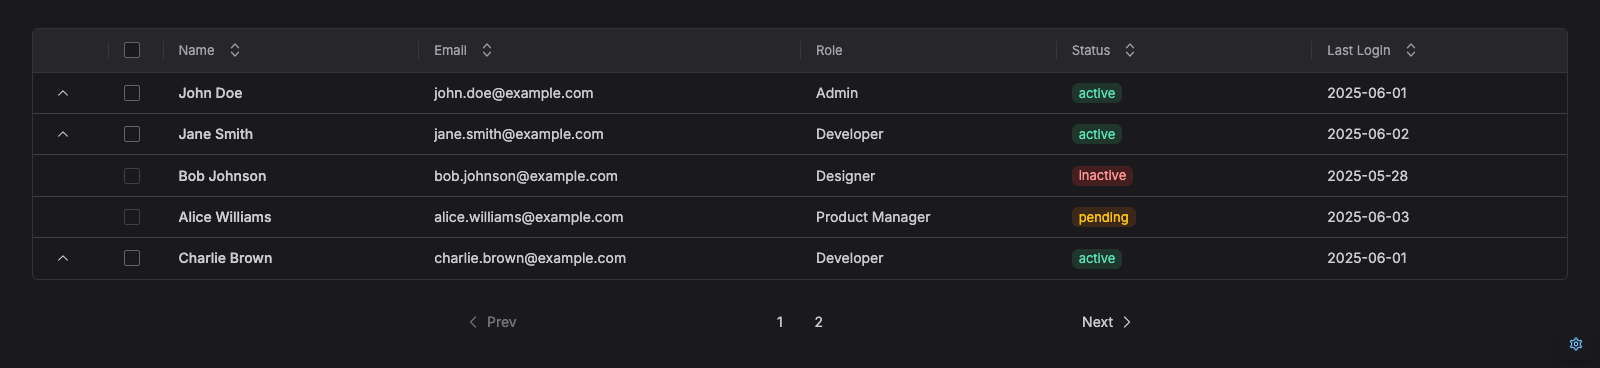 Name Email Role Status Last Login
John Doe john.doe@example.com Admin active 2025-06-01
Jane Smith jane.smith@example.com Developer active 2025-06-02
Bob Johnson bob.johnson@example.com Designer inactive 2025-05-28
Alice Williams alice.williams@example.com Product Manager pending 2025-06-03
Charlie Brown charlie.brown@example.com Developer active 2025-06-01
Prev 1 2 Next